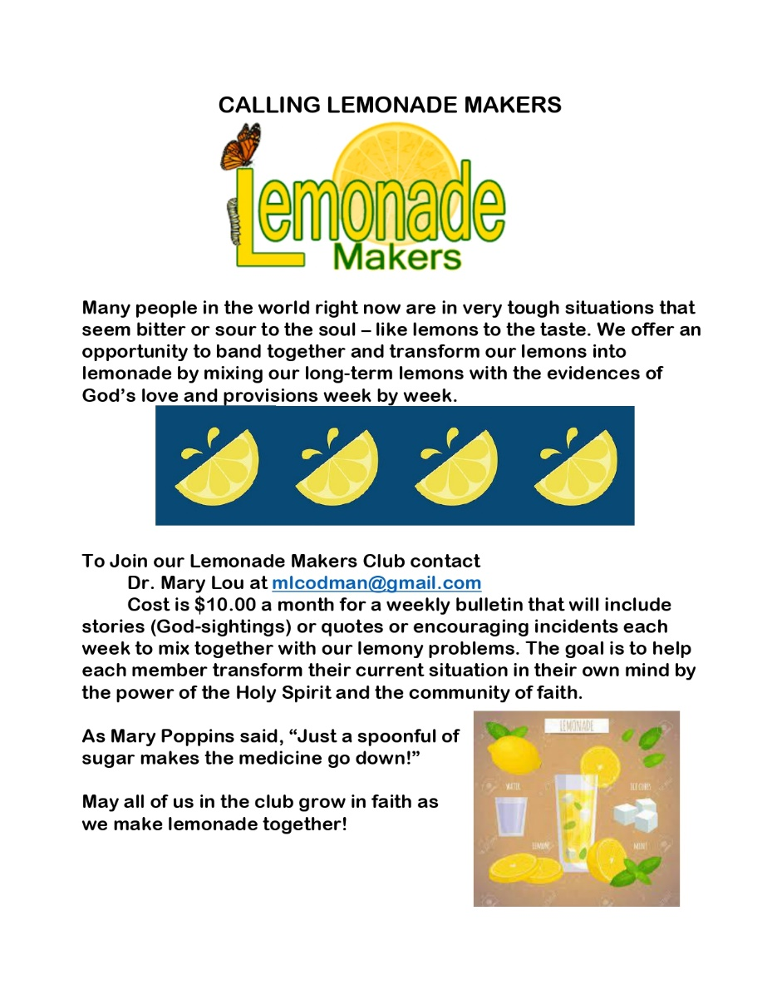 CALLING LEMONADE MAKERS
Lemonade
Makers
Many people in the world right now are in very tough situations that
seem bitter or sour to the soul – like lemons to the taste. We offer an
opportunity to band together and transform our lemons into
lemonade by mixing our long-term lemons with the evidences of
God's love and provisions week by week.
To Join our Lemonade Makers Club contact
Dr. Mary Lou at mlcodman@gmail.com
Cost is $10.00 a month for a weekly bulletin that will include
stories (God-sightings) or quotes or encouraging incidents each
week to mix together with our lemony problems. The goal is to help
each member transform their current situation in their own mind by
the power of the Holy Spirit and the community of faith.
As Mary Poppins said, “Just a spoonful of
sugar makes the medicine go down!”
May all of us in the club grow in faith as
we make lemonade together!
LEMONADE
WATER
ICE CUBES
LEMONS
MINT